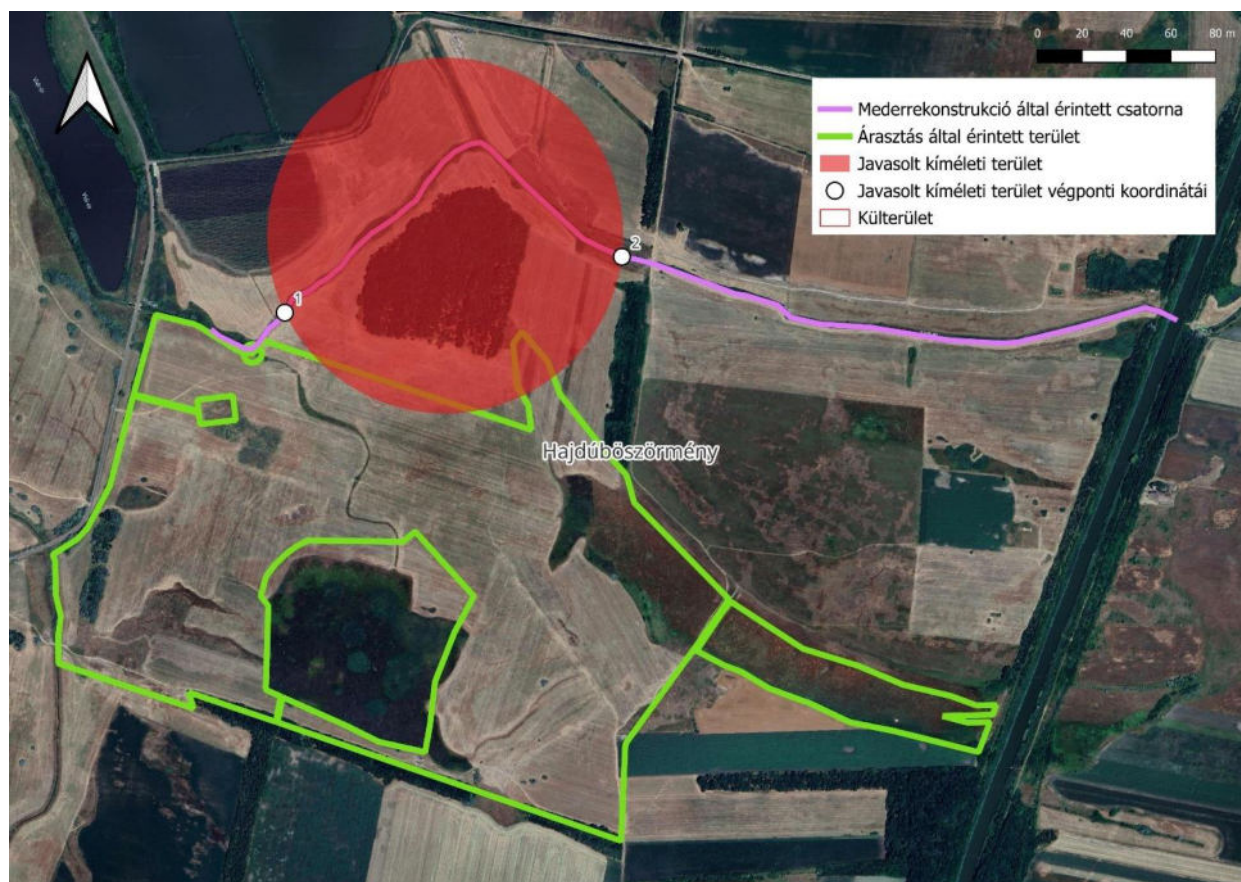 0 20 40 60 80 m
Mederrekonstrukció által érintett csatorna
Árasztás által érintett terület
Javasolt kíméleti terület
Javasolt kíméleti terület végponti koordinátái
Külterület
2
1
Hajdúböszörmény